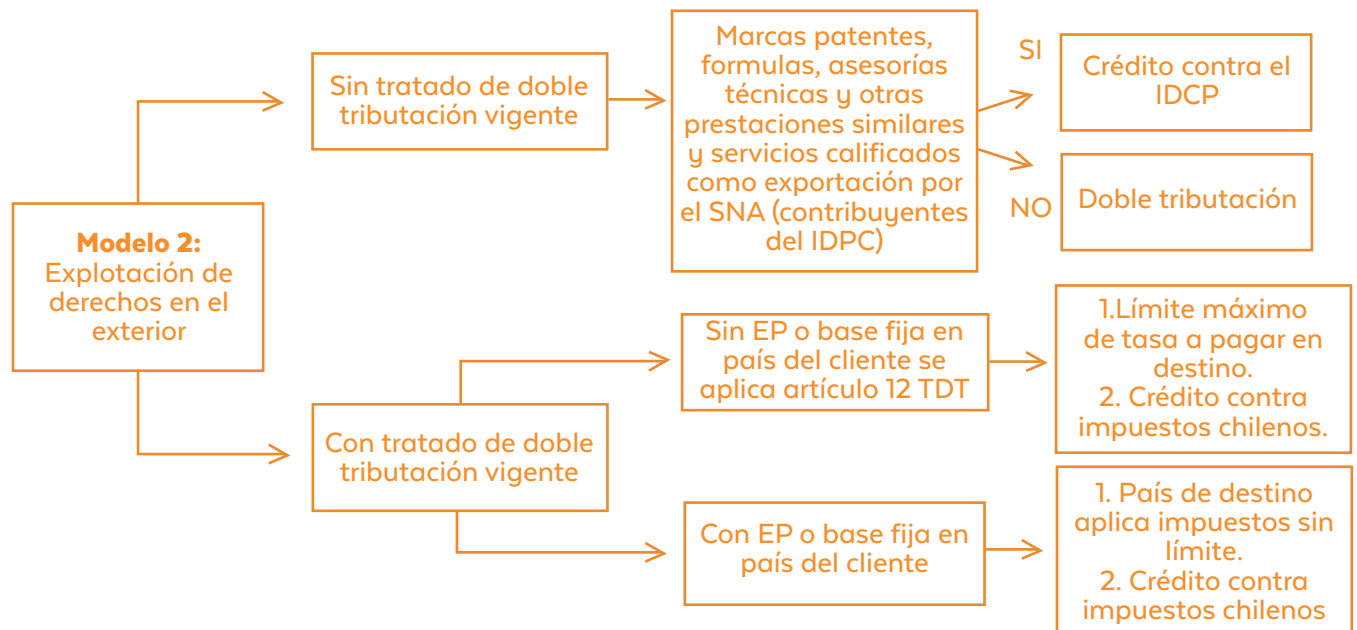 Modelo 2:
Explotación de
derechos en el
exterior
Sin tratado de doble
tributación vigente
Marcas patentes,
formulas, asesorías
técnicas y otras
prestaciones similares
y servicios calificados
como exportación por
el SNA (contribuyentes
del IDPC)
SI
Crédito contra el
IDCP
NO
Doble tributación
Con tratado de doble
tributación vigente
Sin EP o base fija en
país del cliente se
aplica artículo 12 TDT
1.Límite máximo
de tasa a pagar en
destino.
2. Crédito contra
impuestos chilenos.
Con EP o base fija en
país del cliente
1. País de destino
aplica impuestos sin
límite.
2. Crédito contra
impuestos chilenos